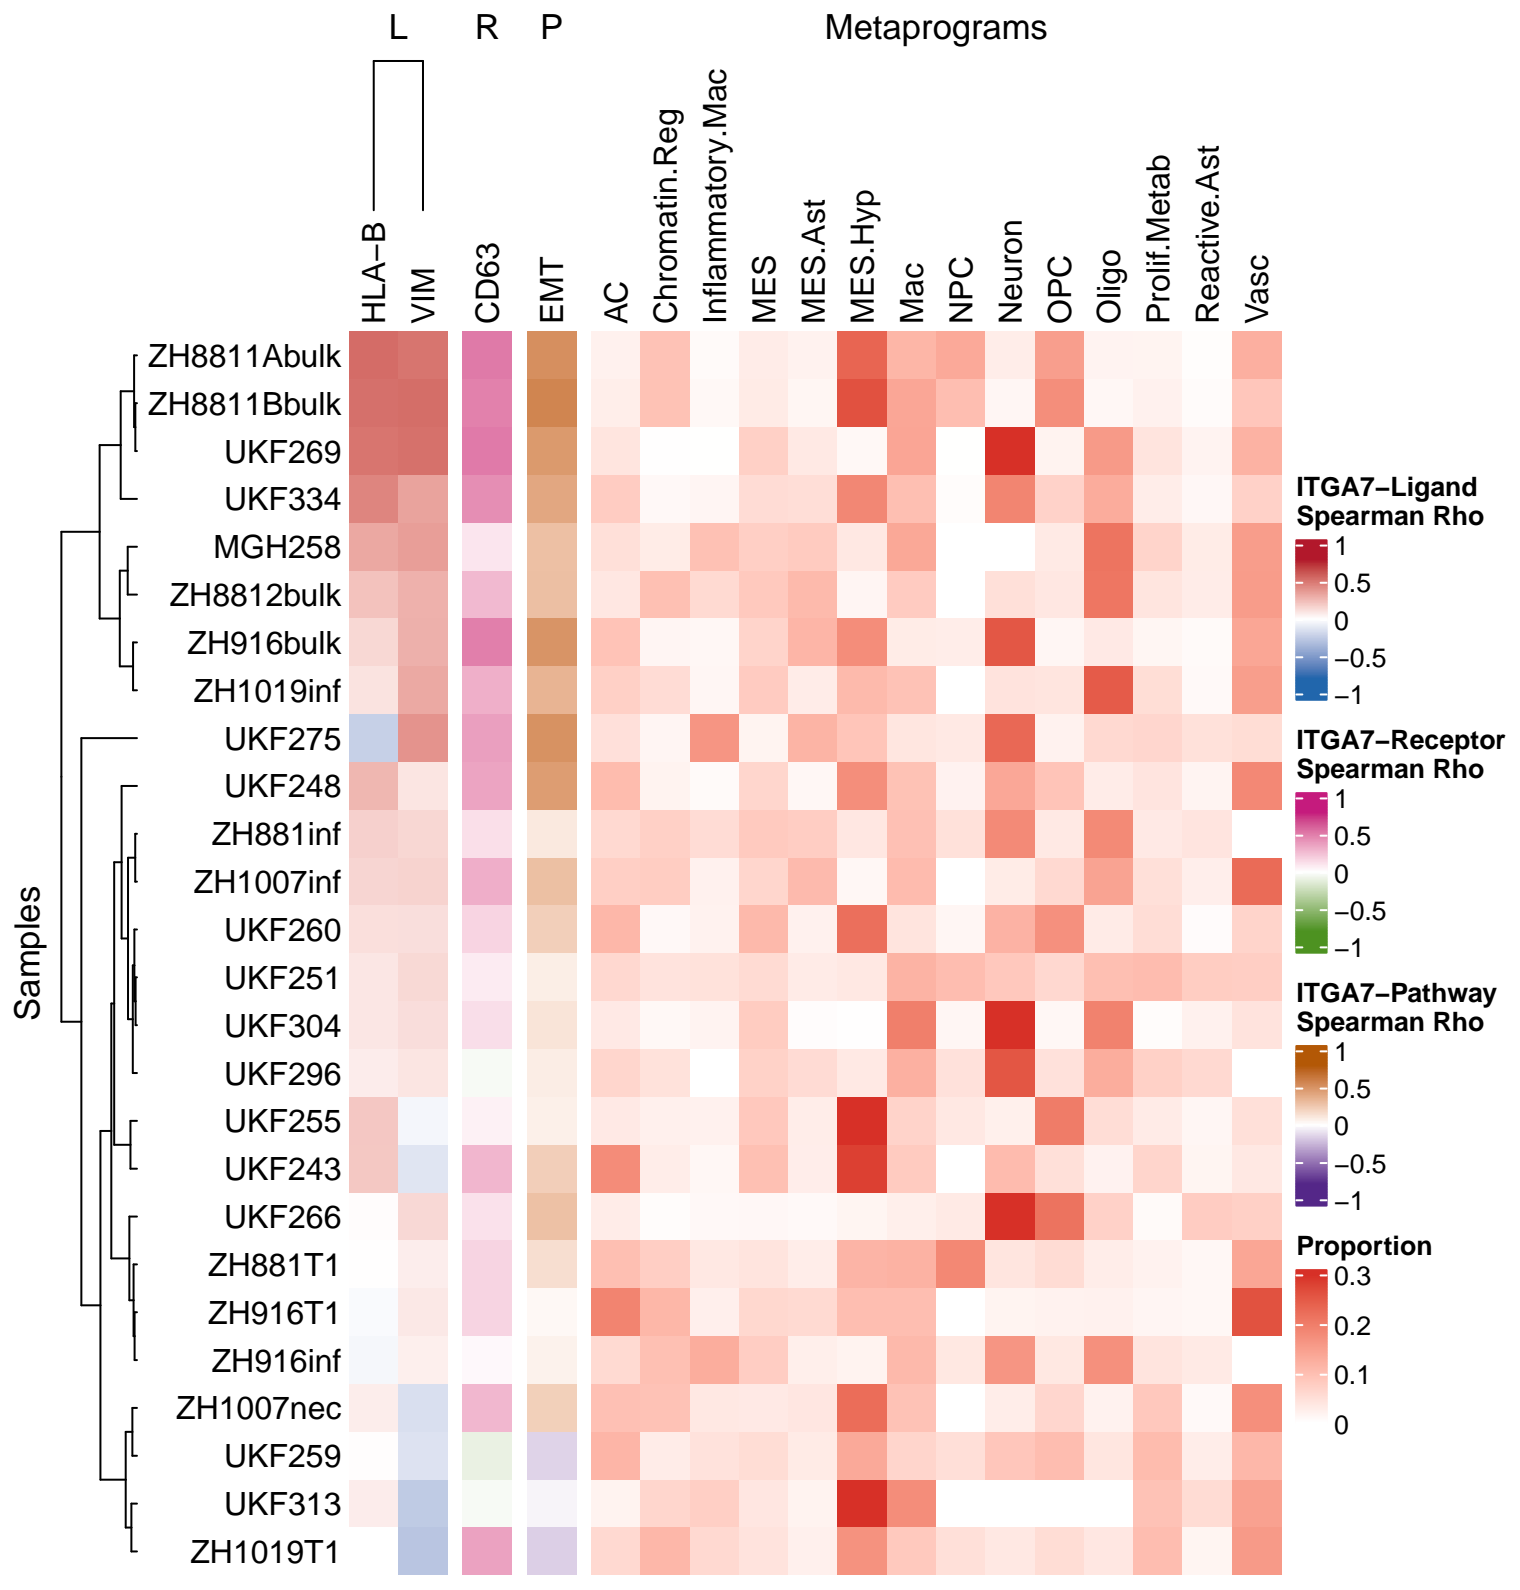 L R P Metaprograms
HLA−B
VIM
CD63
EMT
AC
Chromatin.Reg
Inflammatory.Mac
MES
MES.Ast
MES.Hyp
Mac
NPC
Neuron
OPC
Oligo
Prolif.Metab
Reactive.Ast
Vasc
Samples
ZH8811Abulk
ZH8811Bbulk
UKF269
UKF334
MGH258
ZH8812bulk
ZH916bulk
ZH1019inf
UKF275
UKF248
ZH881inf
ZH1007inf
UKF260
UKF251
UKF304
UKF296
UKF255
UKF243
UKF266
ZH881T1
ZH916T1
ZH916inf
ZH1007nec
UKF259
UKF313
ZH1019T1
ITGA7−Ligand
Spearman Rho
1
0.5
0
−0.5
−1
ITGA7−Receptor
Spearman Rho
1
0.5
0
−0.5
−1
ITGA7−Pathway
Spearman Rho
1
0.5
0
−0.5
−1
Proportion
0.3
0.2
0.1
0